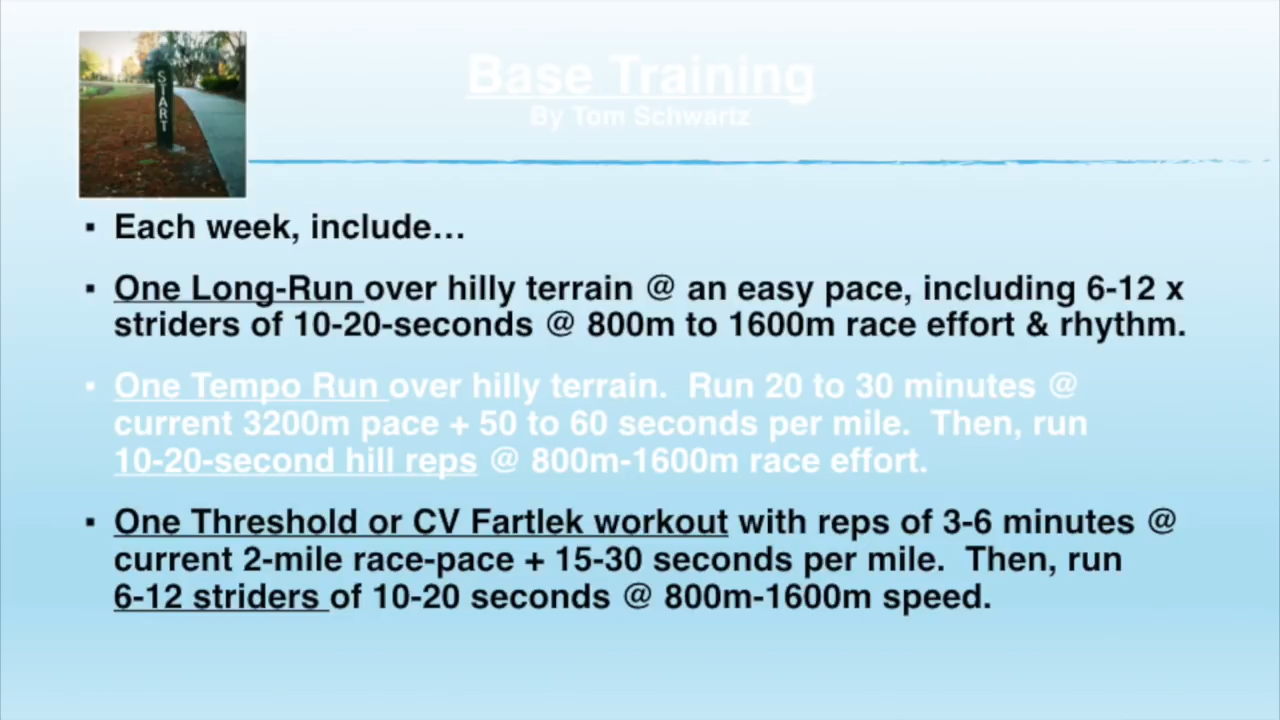 START
Base Training
By Tom Schwartz
▪ Each week, include…
▪ One Long-Run over hilly terrain @ an easy pace, including 6-12 x
striders of 10-20-seconds @ 800m to 1600m race effort & rhythm.
▪ One Tempo Run over hilly terrain. Run 20 to 30 minutes @
current 3200m pace + 50 to 60 seconds per mile. Then, run
10-20-second hill reps @ 800m-1600m race effort.
▪ One Threshold or CV Fartlek workout with reps of 3-6 minutes @
current 2-mile race-pace + 15-30 seconds per mile. Then, run
6-12 striders of 10-20 seconds @ 800m-1600m speed.